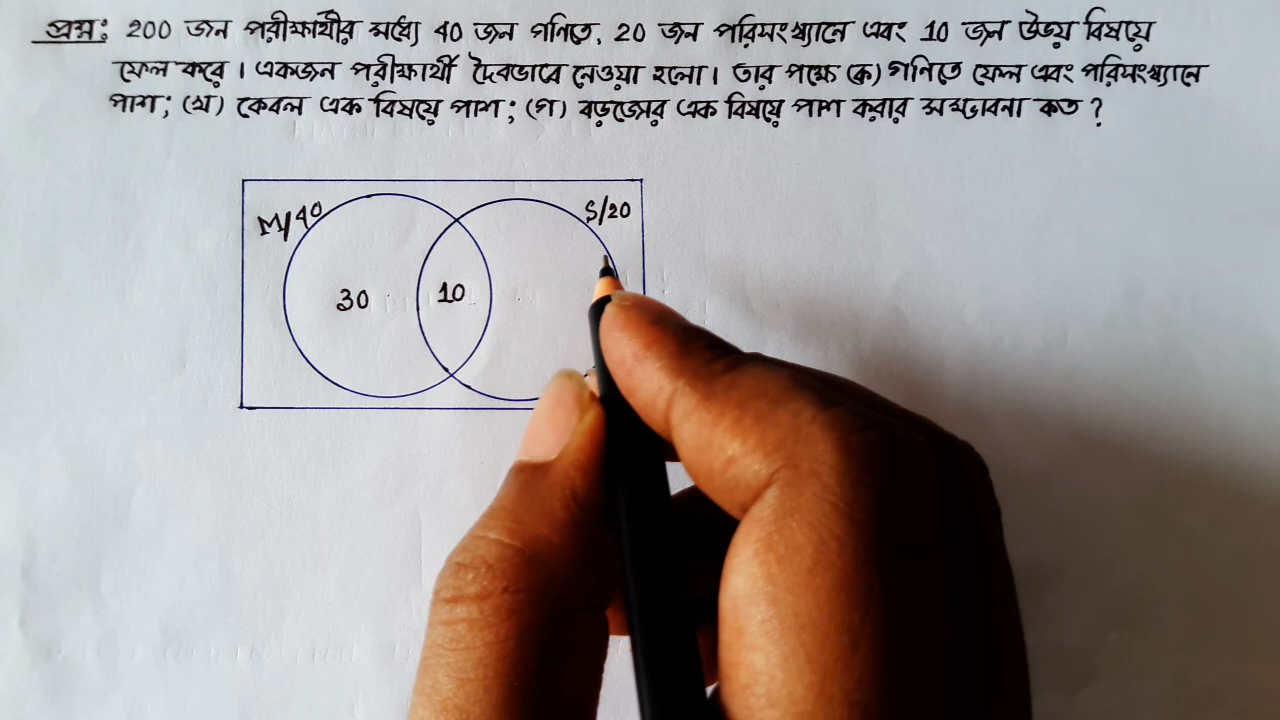 প্রশ্ন: 200 জন পরীক্ষার্থীর মধ্যে 40 জন গনিতে, 20 জন পরিসংখ্যানে এবং 10 জন উভয় বিষয়ে
ফেল করে। একজন পরীক্ষার্থী দৈবভাবে নেওয়া হলো। তার পক্ষে (ক) গনিতে ফেল এবং পরিসংখ্যানে
পাশ; (খ) কেবল এক বিষয়ে পাশ; (গ) বড়জোর এক বিষয়ে পাশ করার সম্ভাবনা কত?
M/40 S/20
30 10